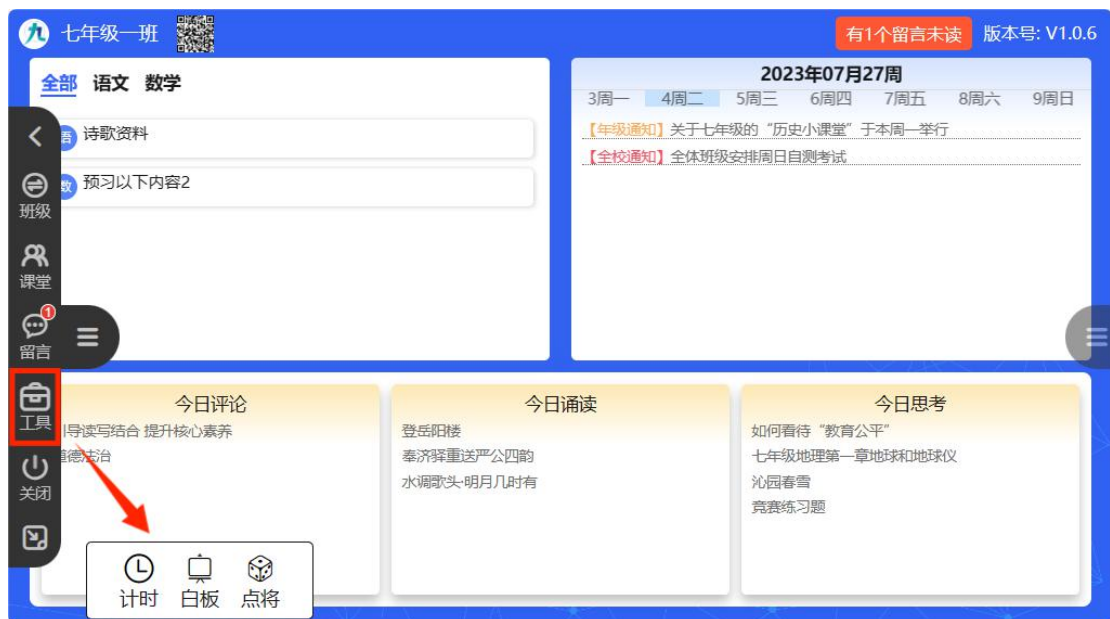 九 七年级一班 有1个留言未读 版本号: V1.0.6
全部 语文 数学
语 诗歌资料
数 预习以下内容2
2023年07月27周
3周一 4周二 5周三 6周四 7周五 8周六 9周日
【年级通知】关于七年级的“历史小课堂”于本周一举行
【全校通知】全体班级安排周日自测考试
班级
课堂
1
留言
工具
关闭
今日评论
导读写结合 提升核心素养
道德法治
今日诵读
登岳阳楼
奉济驿重送严公四韵
水调歌头·明月几时有
今日思考
如何看待“教育公平”
七年级地理第一章地球和地球仪
沁园春雪
竞赛练习题
计时 白板 点将